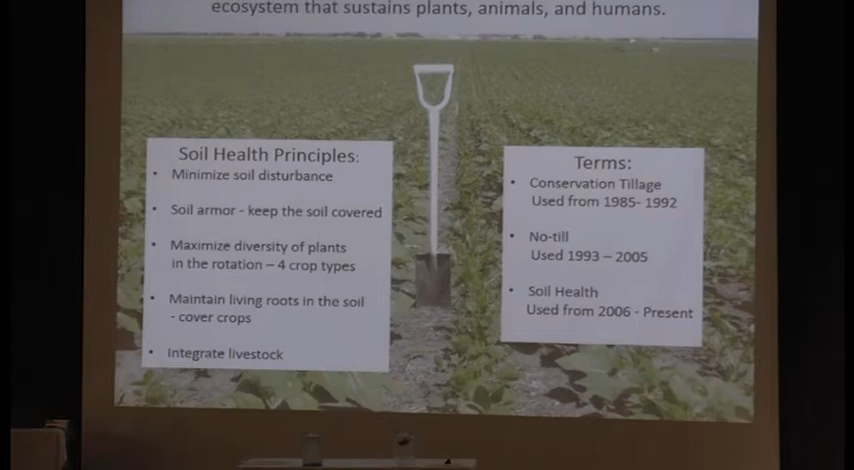 ecosystem that sustains plants, animals, and humans.
Soil Health Principles:
• Minimize soil disturbance
• Soil armor - keep the soil covered
• Maximize diversity of plants
in the rotation – 4 crop types
• Maintain living roots in the soil
- cover crops
• Integrate livestock
Terms:
• Conservation Tillage
Used from 1985- 1992
• No-till
Used 1993 – 2005
• Soil Health
Used from 2006 - Present